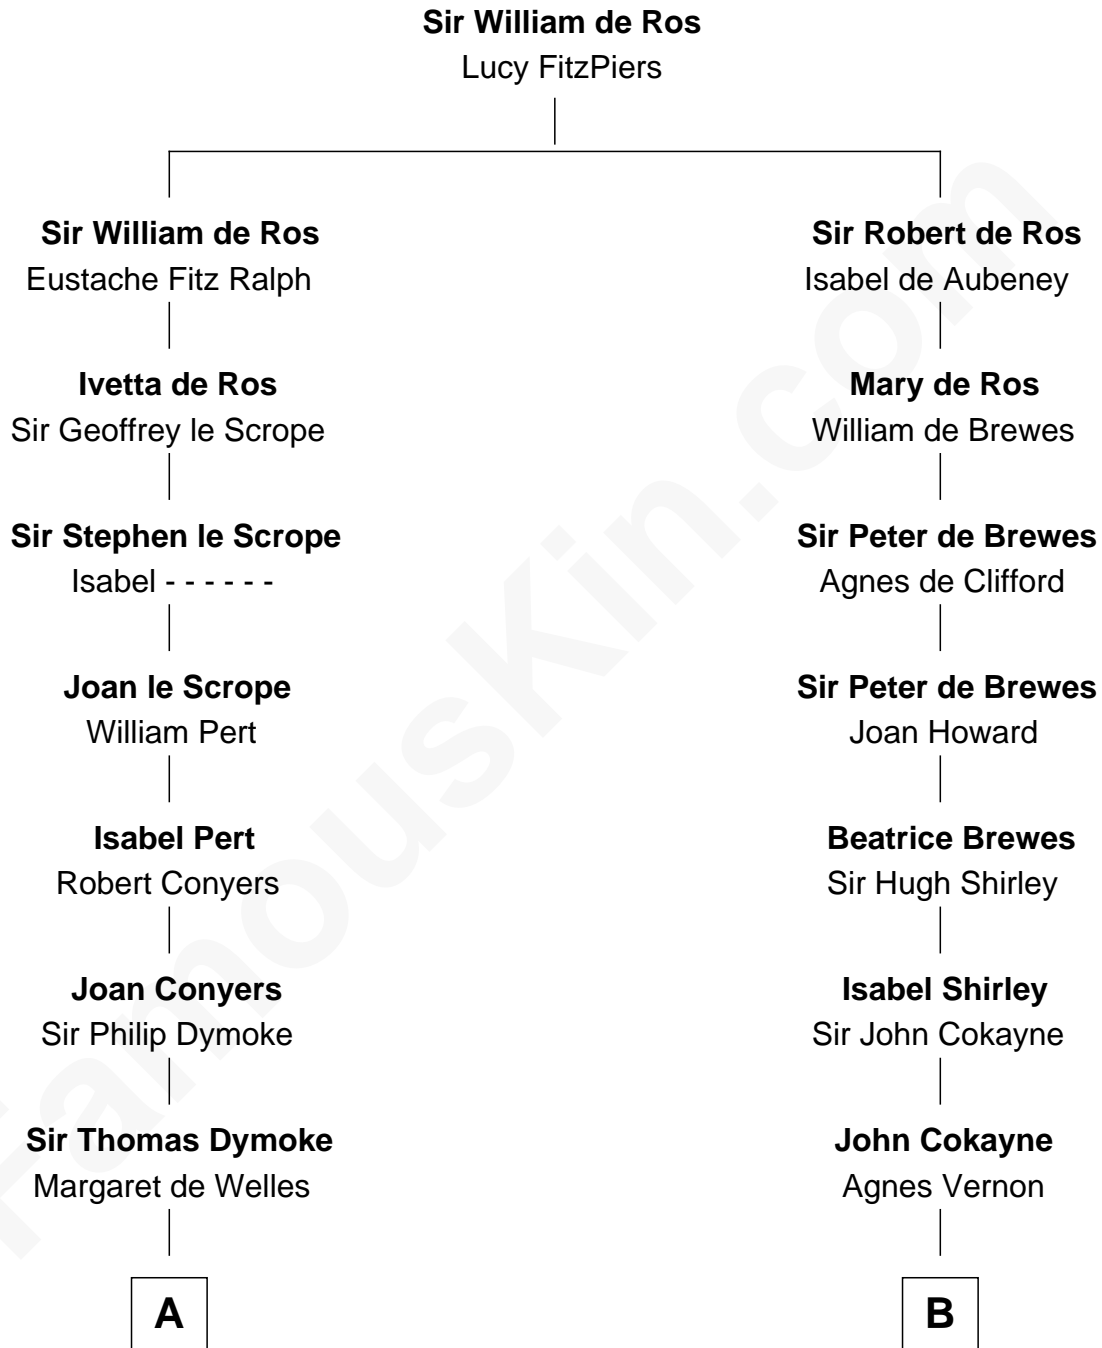 Sir William de Ros
Lucy FitzPiers
Sir William de Ros
Eustache Fitz Ralph
Sir Robert de Ros
Isabel de Aubeney
Ivetta de Ros
Sir Geoffrey le Scrope
Mary de Ros
William de Brewes
Sir Stephen le Scrope
Isabel - - - - - -
Sir Peter de Brewes
Agnes de Clifford
Joan le Scrope
William Pert
Sir Peter de Brewes
Joan Howard
Isabel Pert
Robert Conyers
Beatrice Brewes
Sir Hugh Shirley
Joan Conyers
Sir Philip Dymoke
Isabel Shirley
Sir John Cokayne
Sir Thomas Dymoke
Margaret de Welles
John Cokayne
Agnes Vernon
A
B
FamousKin.com